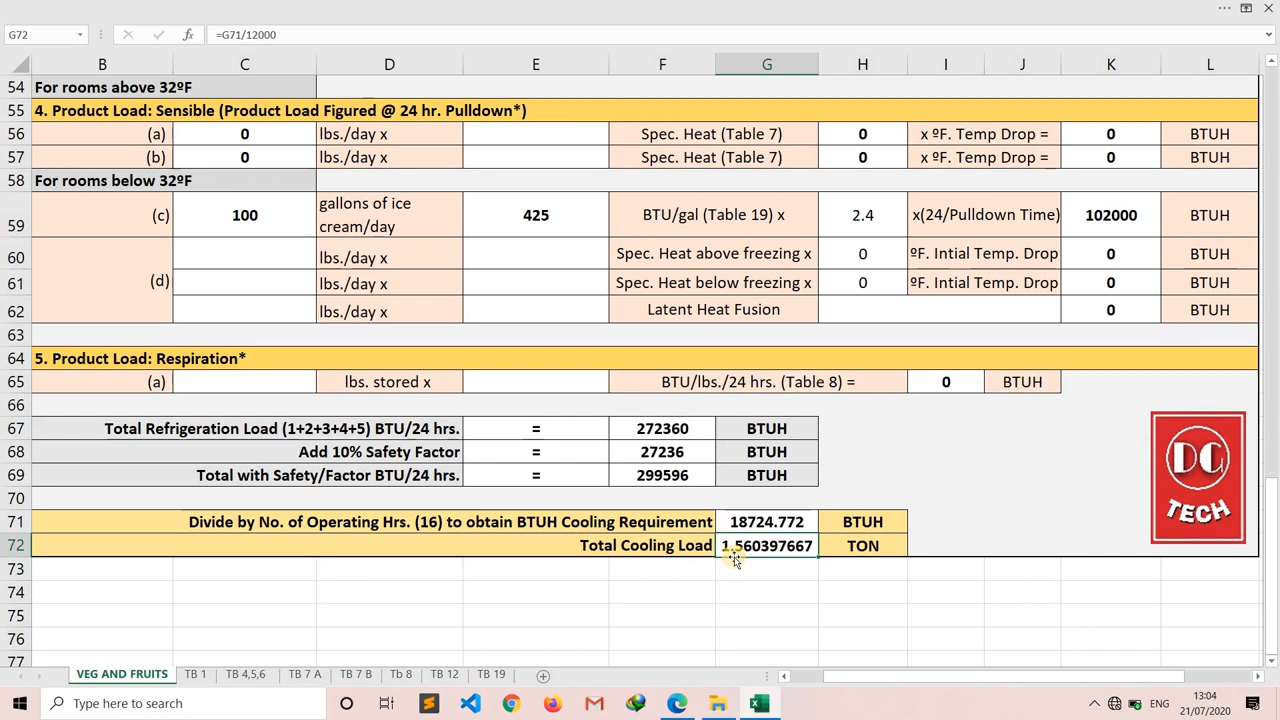 G72 =G71/12000
B C D E F G H I J K L
54 For rooms above 32ºF
55 4. Product Load: Sensible (Product Load Figured @ 24 hr. Pulldown*)
56 (a) 0 lbs./day x Spec. Heat (Table 7) 0 x ºF. Temp Drop = 0 BTUH
57 (b) 0 lbs./day x Spec. Heat (Table 7) 0 x ºF. Temp Drop = 0 BTUH
58 For rooms below 32ºF
59 (c) 100 gallons of ice cream/day 425 BTU/gal (Table 19) x 2.4 x(24/Pulldown Time) 102000 BTUH
60 lbs./day x Spec. Heat above freezing x 0 ºF. Intial Temp. Drop 0 BTUH
61 (d) lbs./day x Spec. Heat below freezing x 0 ºF. Intial Temp. Drop 0 BTUH
62 lbs./day x Latent Heat Fusion 0 BTUH
63
64 5. Product Load: Respiration*
65 (a) lbs. stored x BTU/lbs./24 hrs. (Table 8) = 0 BTUH
66
67 Total Refrigeration Load (1+2+3+4+5) BTU/24 hrs. = 272360 BTUH
68 Add 10% Safety Factor = 27236 BTUH
69 Total with Safety/Factor BTU/24 hrs. = 299596 BTUH
70
71 Divide by No. of Operating Hrs. (16) to obtain BTUH Cooling Requirement 18724.772 BTUH
72 Total Cooling Load 1.560397667 TON
DG
TECH
73
74
75
76
77
VEG AND FRUITS TB 1 TB 4,5,6 TB 7 A TB 7 B Tb 8 TB 12 TB 19
Type here to search
ENG
13:04
21/07/2020